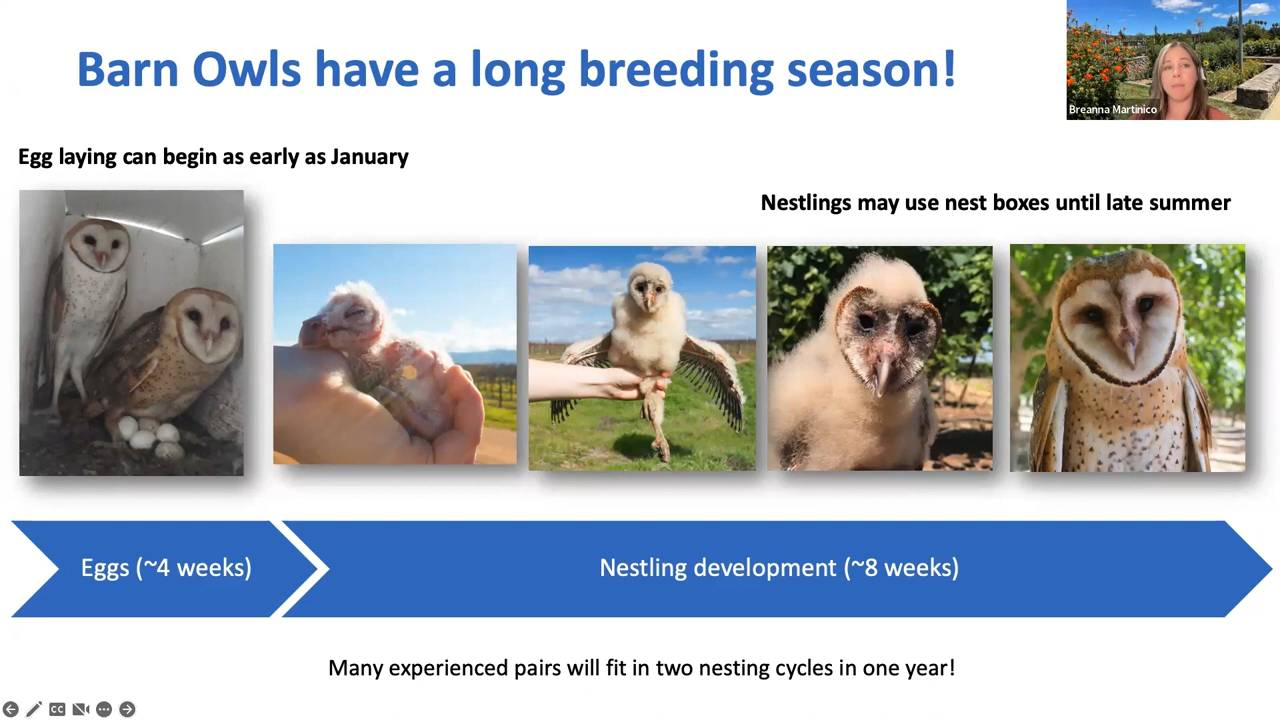 Barn Owls have a long breeding season!
Breanna Martinico
Egg laying can begin as early as January
Nestlings may use nest boxes until late summer
Eggs (~4 weeks)
Nestling development (~8 weeks)
Many experienced pairs will fit in two nesting cycles in one year!
CC